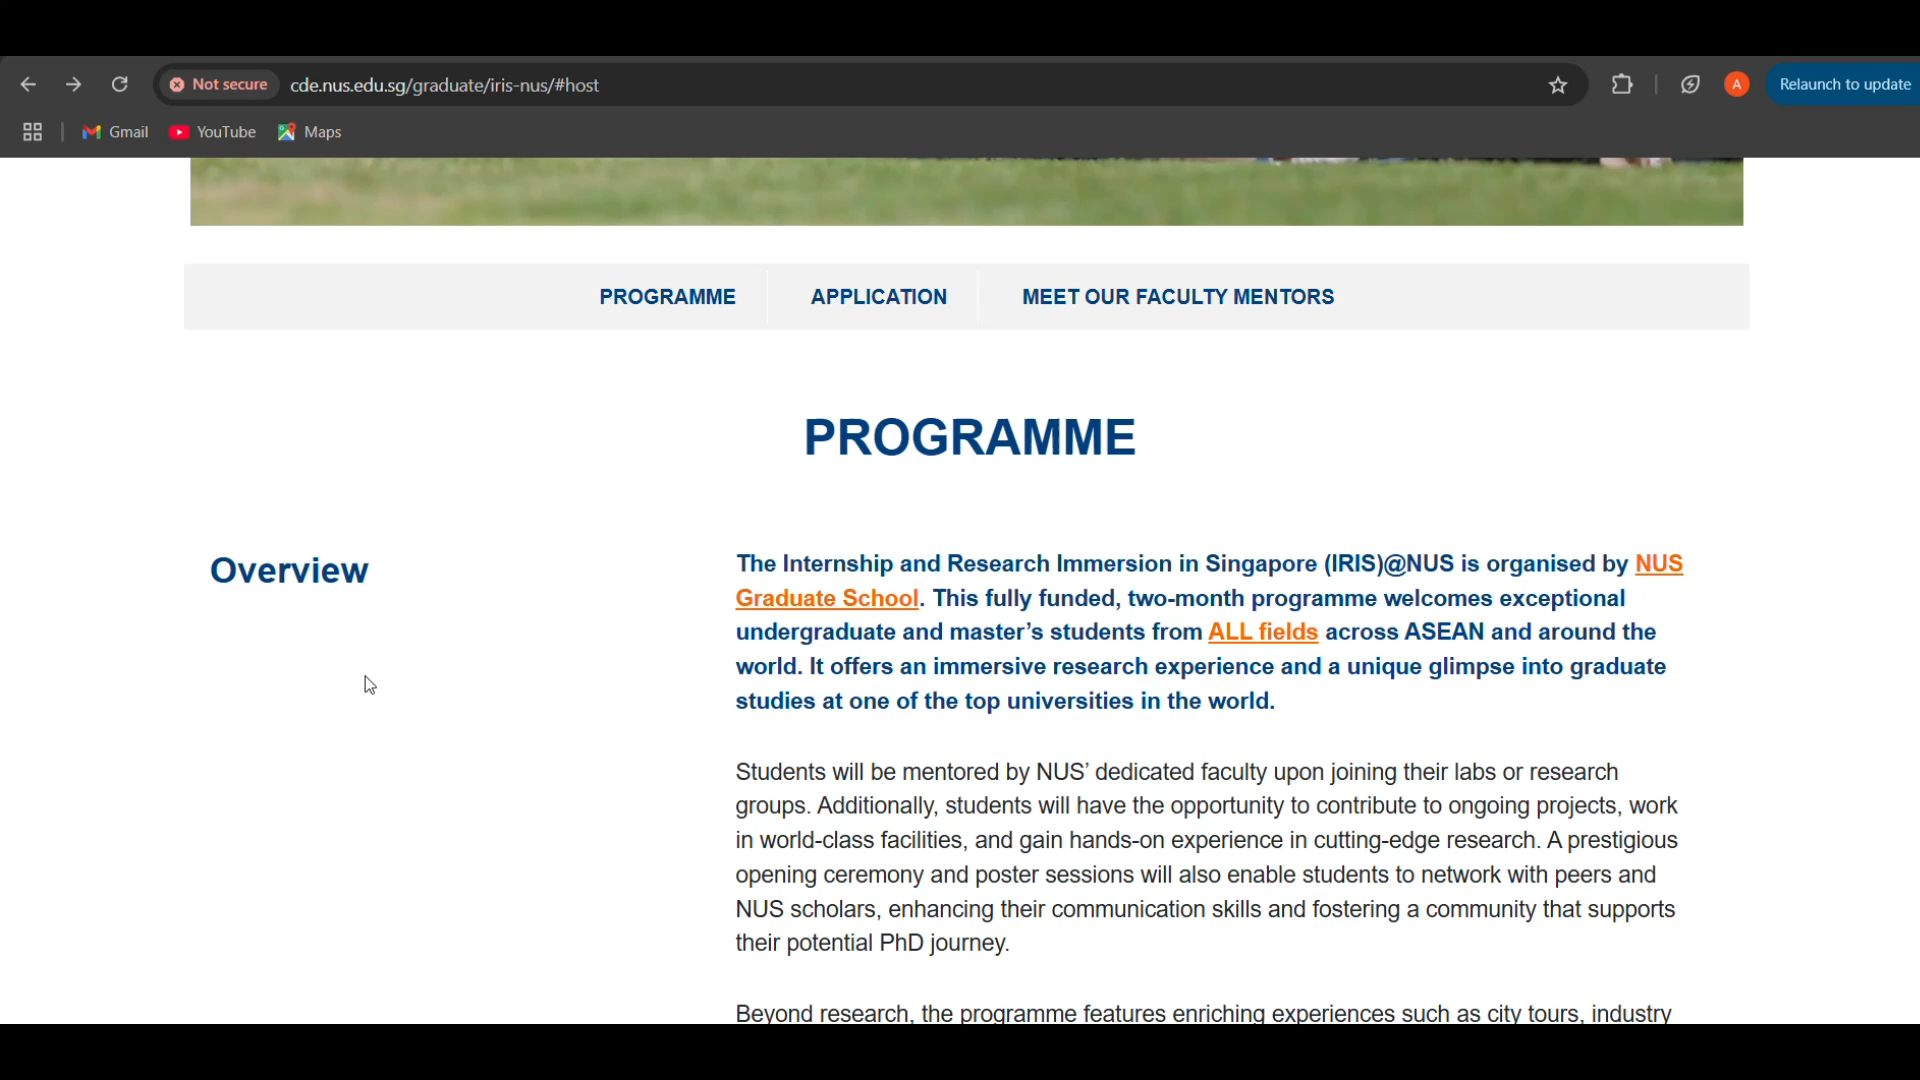 Not secure cde.nus.edu.sg/graduate/iris-nus/#host A Relaunch to update
Gmail YouTube Maps
PROGRAMME APPLICATION MEET OUR FACULTY MENTORS
PROGRAMME
Overview
The Internship and Research Immersion in Singapore (IRIS)@NUS is organised by NUS
Graduate School. This fully funded, two-month programme welcomes exceptional
undergraduate and master’s students from ALL fields across ASEAN and around the
world. It offers an immersive research experience and a unique glimpse into graduate
studies at one of the top universities in the world.
Students will be mentored by NUS’ dedicated faculty upon joining their labs or research
groups. Additionally, students will have the opportunity to contribute to ongoing projects, work
in world-class facilities, and gain hands-on experience in cutting-edge research. A prestigious
opening ceremony and poster sessions will also enable students to network with peers and
NUS scholars, enhancing their communication skills and fostering a community that supports
their potential PhD journey.
Beyond research, the programme features enriching experiences such as city tours, industry